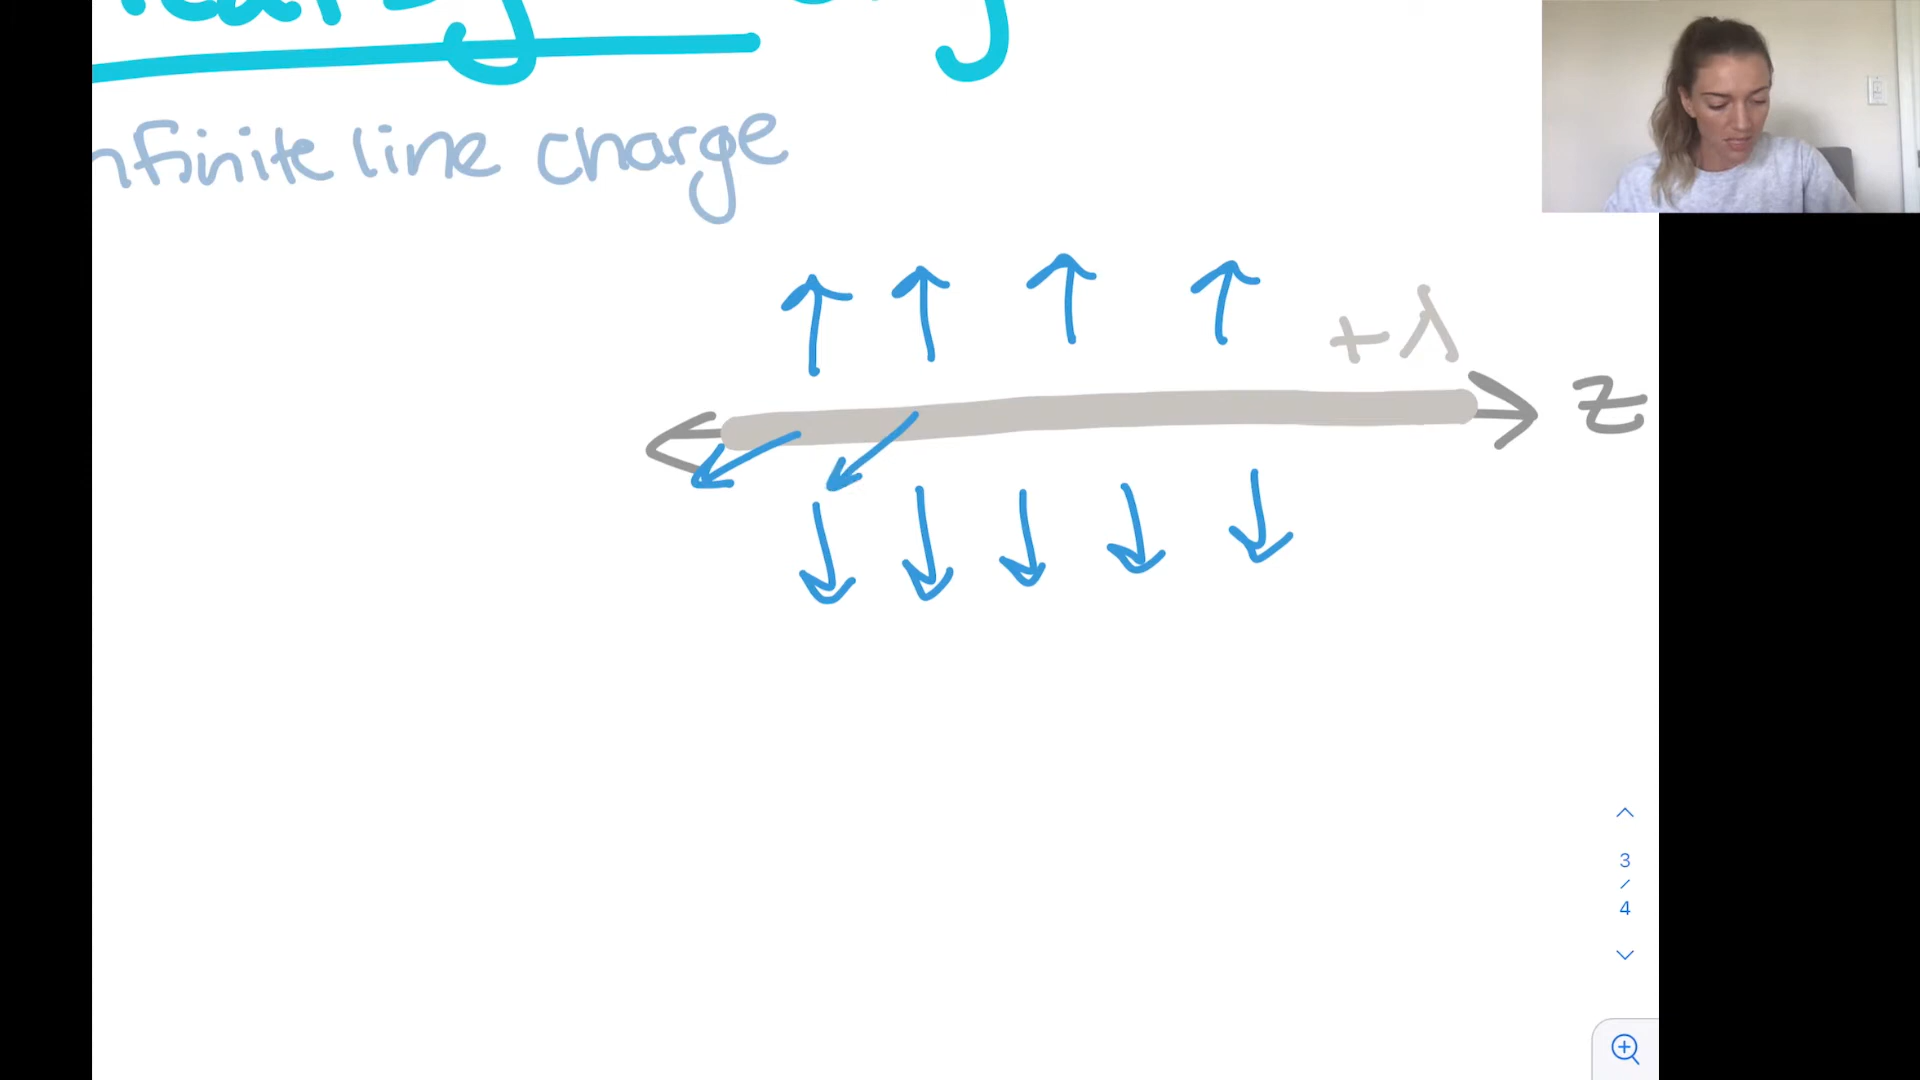 nfinite line charge
+λ
z
3
/
4